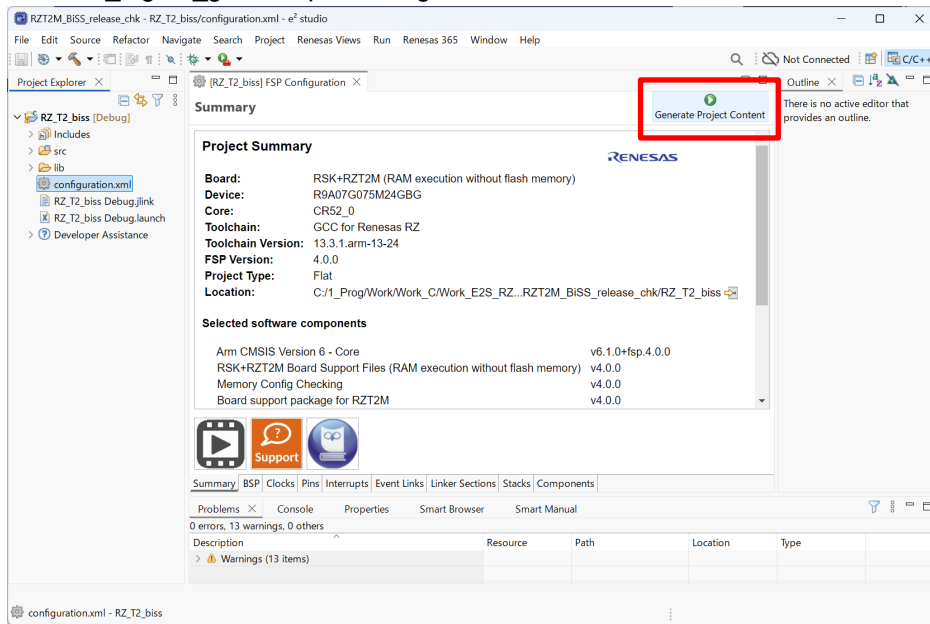 RZT2M_BiSS_release_chk - RZ_T2_biss/configuration.xml - e² studio
File Edit Source Refactor Navigate Search Project Renesas Views Run Renesas 365 Window Help
Not Connected C/C++
Project Explorer
RZ_T2_biss [Debug]
Includes
src
lib
configuration.xml
RZ_T2_biss Debug.jlink
RZ_T2_biss Debug.launch
Developer Assistance
[RZ_T2_biss] FSP Configuration
Summary
Generate Project Content
Project Summary
RENESAS
Board: RSK+RZT2M (RAM execution without flash memory)
Device: R9A07G075M24GBG
Core: CR52_0
Toolchain: GCC for Renesas RZ
Toolchain Version: 13.3.1.arm-13-24
FSP Version: 4.0.0
Project Type: Flat
Location: C:/1_Prog/Work/Work_C/Work_E2S_RZ...RZT2M_BiSS_release_chk/RZ_T2_biss
Selected software components
Arm CMSIS Version 6 - Core v6.1.0+fsp.4.0.0
RSK+RZT2M Board Support Files (RAM execution without flash memory) v4.0.0
Memory Config Checking v4.0.0
Board support package for RZT2M v4.0.0
Support
Summary BSP Clocks Pins Interrupts Event Links Linker Sections Stacks Components
Outline
There is no active editor that
provides an outline.
Problems Console Properties Smart Browser Smart Manual
0 errors, 13 warnings, 0 others
Description Resource Path Location Type
Warnings (13 items)
configuration.xml - RZ_T2_biss